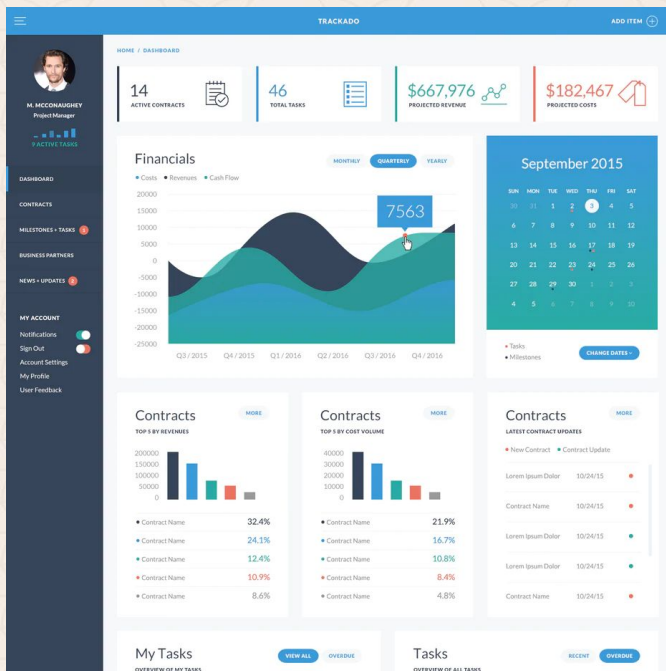 TRACKADO
ADD ITEM
M. MCCONAUGHEY
Project Manager
9 ACTIVE TASKS
DASHBOARD
CONTRACTS
MILESTONES + TASKS
BUSINESS PARTNERS
NEWS + UPDATES
MY ACCOUNT
Notifications
Sign Out
Account Settings
My Profile
User Feedback
HOME / DASHBOARD
14
ACTIVE CONTRACTS
46
TOTAL TASKS
$667,976
PROJECTED REVENUE
$182,467
PROJECTED COSTS
Financials
MONTHLY QUARTERLY YEARLY
• Costs • Revenues • Cash Flow
20000
15000
10000
5000
0
-5000
-10000
-15000
-20000
-25000
7563
Q3 / 2015 Q4 / 2015 Q1 / 2016 Q2 / 2016 Q3 / 2016 Q4 / 2016
September 2015
SUN MON TUE WED THU FRI SAT
30 31 1 2 3 4 5
6 7 8 9 10 11 12
13 14 15 16 17 18 19
20 21 22 23 24 25 26
27 28 29 30 1 2 3
4 5 6 7 8 9 10
• Tasks
• Milestones
CHANGE DATES
Contracts MORE
TOP 5 BY REVENUES
200000
150000
100000
50000
0
• Contract Name 32.4%
• Contract Name 24.1%
• Contract Name 12.4%
• Contract Name 10.9%
• Contract Name 8.6%
Contracts MORE
TOP 5 BY COST VOLUME
40000
30000
20000
10000
0
• Contract Name 21.9%
• Contract Name 16.7%
• Contract Name 10.8%
• Contract Name 8.4%
• Contract Name 4.8%
Contracts MORE
LATEST CONTRACT UPDATES
• New Contract • Contract Update
Lorem Ipsum Dolor 10/24/15
Contract Name 10/24/15
Lorem Ipsum Dolor 10/24/15
Lorem Ipsum Dolor 10/24/15
Contract Name 10/24/15
My Tasks VIEW ALL OVERDUE
OVERVIEW OF MY TASKS
Tasks RECENT OVERDUE
OVERVIEW OF ALL TASKS